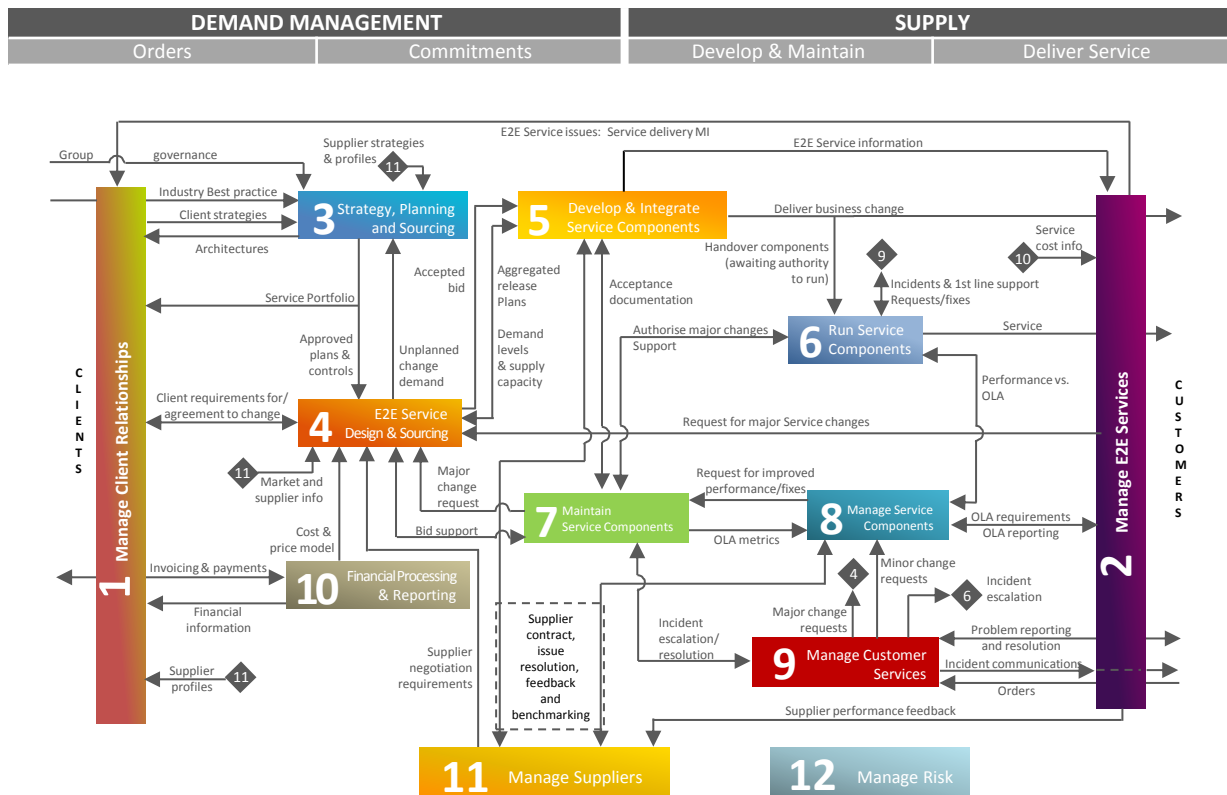 DEMAND MANAGEMENT
SUPPLY
Orders
Commitments
Develop & Maintain
Deliver Service
E2E Service issues:  Service delivery MI
E2E Service information
Group
governance
Supplier strategies
& profiles
11
Industry Best practice
Client strategies
Architectures
3
Strategy, Planning
and Sourcing
5
Develop & Integrate
Service Components
Deliver business change
Handover components
(awaiting authority
to run)
9
Service
cost info
10
Accepted
bid
Aggregated
release
Plans
Acceptance
documentation
Incidents & 1st line support
Requests/fixes
Service Portfolio
Demand
levels
& supply
capacity
Authorise major changes
Support
6
Run Service
Components
Service
Approved
plans &
controls
Unplanned
change
demand
Performance vs.
OLA
CLIENTS
1 Manage Client Relationships
2 Manage E2E Services
CUSTOMERS
Client requirements for/
agreement to change
4
E2E Service
Design & Sourcing
Request for major Service changes
11
Market and
supplier info
Major
change
request
Request for improved
performance/fixes
7
Maintain
Service Components
8
Manage Service
Components
OLA requirements
OLA reporting
Cost &
price model
Bid support
OLA metrics
Invoicing & payments
10
Financial Processing
& Reporting
4
Minor change
requests
6
Incident
escalation
Financial
information
Supplier
contract,
issue
resolution,
feedback
and
benchmarking
Major change
requests
Incident
escalation/
resolution
Problem reporting
and resolution
Supplier
negotiation
requirements
9
Manage Customer
Services
Incident communications
Orders
Supplier
profiles
11
Supplier performance feedback
11
Manage Suppliers
12
Manage Risk